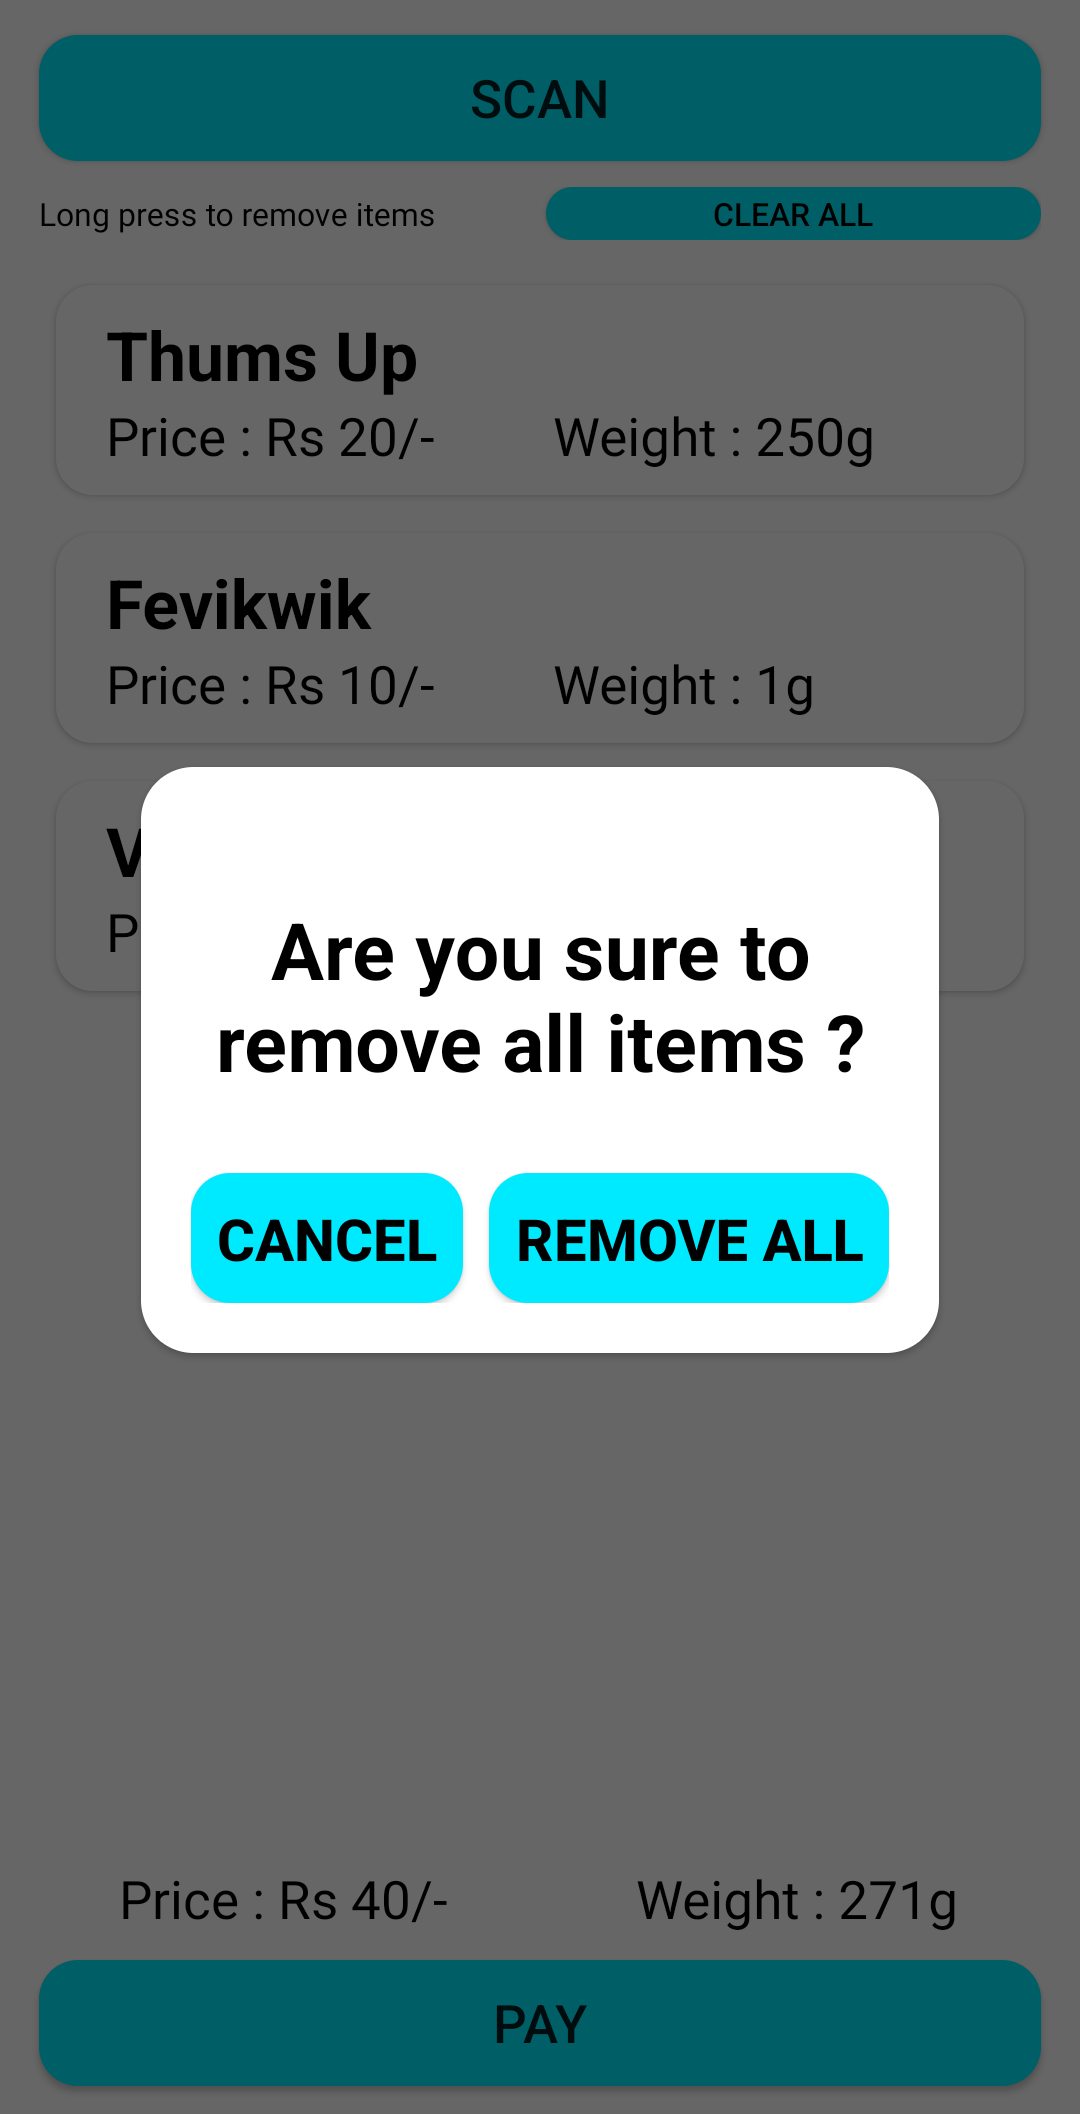 SCAN
Long press to remove items
CLEAR ALL
Thums Up
Price : Rs 20/-
Weight : 250g
Fevikwik
Price : Rs 10/-
Weight : 1g
Are you sure to
remove all items ?
CANCEL
REMOVE ALL
Price : Rs 40/-
Weight : 271g
PAY